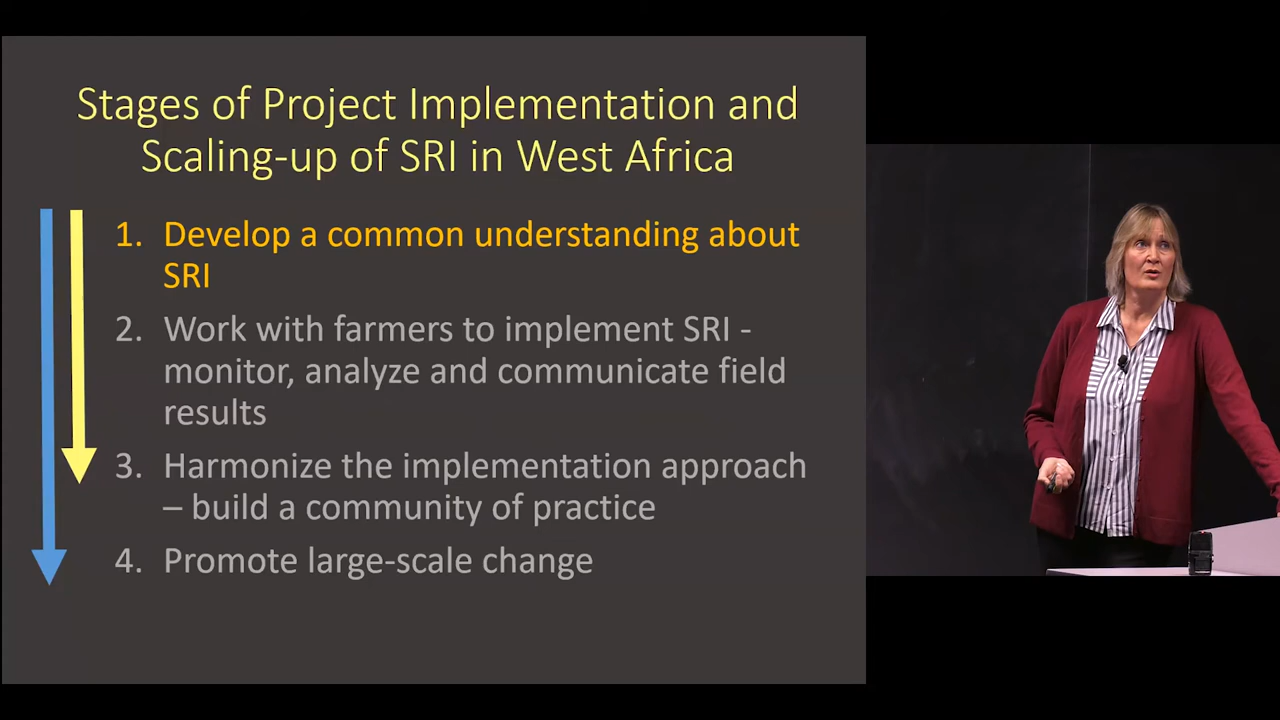 Stages of Project Implementation and
Scaling-up of SRI in West Africa
1. Develop a common understanding about
SRI
2. Work with farmers to implement SRI -
monitor, analyze and communicate field
results
3. Harmonize the implementation approach
– build a community of practice
4. Promote large-scale change